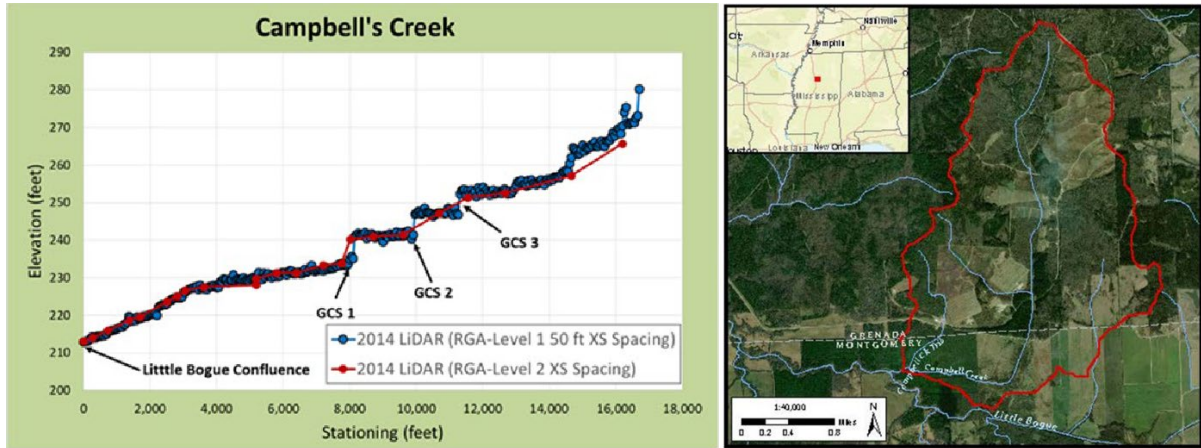 Campbell's Creek
Elevation (feet)
290
280
270
260
250
240
230
220
210
200
GCS 3
GCS 2
GCS 1
Litttle Bogue Confluence
2014 LiDAR (RGA-Level 1 50 ft XS Spacing)
2014 LiDAR (RGA-Level 2 XS Spacing)
0 2,000 4,000 6,000 8,000 10,000 12,000 14,000 16,000 18,000
Stationing (feet)
Nashville
Memphis
Arkansas
Mississippi Alabama
Louisiana New Orleans
GRENADA
MONTGOMERY
Campbell Creek
Little Bogue
1:40,000
Miles
0 0.2 0.4 0.8
N